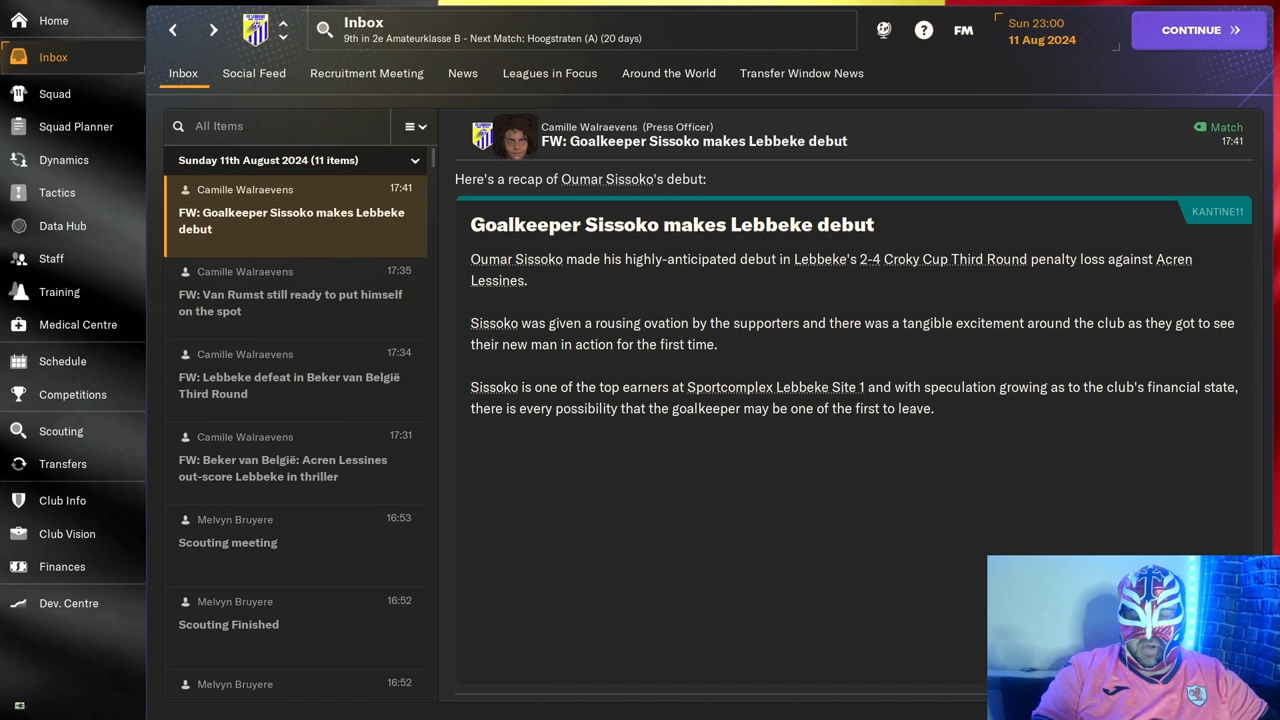 Home
Inbox
Squad
Squad Planner
Dynamics
Tactics
Data Hub
Staff
Training
Medical Centre
Schedule
Competitions
Scouting
Transfers
Club Info
Club Vision
Finances
Dev. Centre
Inbox
9th in 2e Amateurklasse B - Next Match: Hoogstraten (A) (20 days)
?
FM
Sun 23:00
11 Aug 2024
CONTINUE
Inbox
Social Feed
Recruitment Meeting
News
Leagues in Focus
Around the World
Transfer Window News
All Items
Sunday 11th August 2024 (11 items)
Camille Walraevens 17:41
FW: Goalkeeper Sissoko makes Lebbeke
debut
Camille Walraevens 17:35
FW: Van Rumst still ready to put himself
on the spot
Camille Walraevens 17:34
FW: Lebbeke defeat in Beker van België
Third Round
Camille Walraevens 17:31
FW: Beker van België: Acren Lessines
out-score Lebbeke in thriller
Melvyn Bruyere 16:53
Scouting meeting
Melvyn Bruyere 16:52
Scouting Finished
Melvyn Bruyere 16:52
Camille Walraevens (Press Officer)
FW: Goalkeeper Sissoko makes Lebbeke debut
Match
17:41
Here's a recap of Oumar Sissoko's debut:
KANTINE11
Goalkeeper Sissoko makes Lebbeke debut
Oumar Sissoko made his highly-anticipated debut in Lebbeke's 2-4 Croky Cup Third Round penalty loss against Acren
Lessines.
Sissoko was given a rousing ovation by the supporters and there was a tangible excitement around the club as they got to see
their new man in action for the first time.
Sissoko is one of the top earners at Sportcomplex Lebbeke Site 1 and with speculation growing as to the club's financial state,
there is every possibility that the goalkeeper may be one of the first to leave.